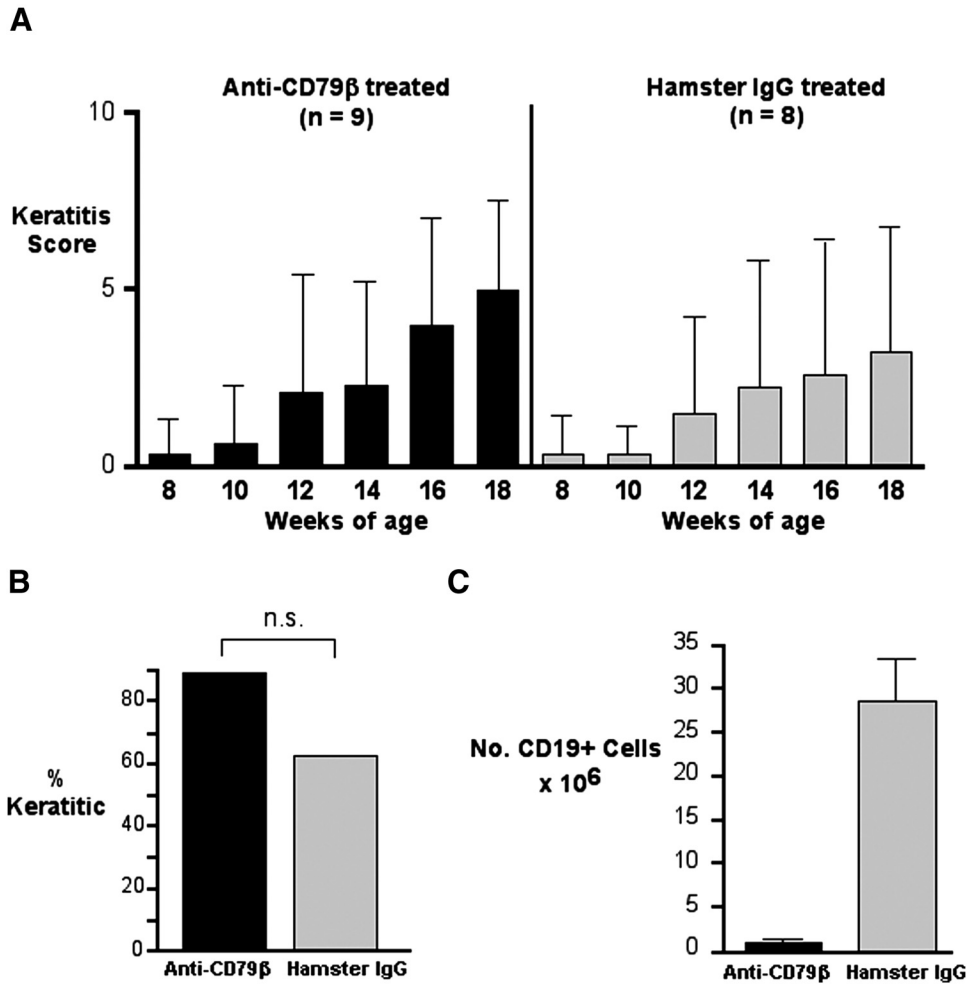 A
Anti-CD79β treated
(n = 9)
Hamster IgG treated
(n = 8)
10
Keratitis
Score
5
0
8 10 12 14 16 18 8 10 12 14 16 18
Weeks of age Weeks of age
B
n.s.
80
60
%
Keratitic
40
20
0
Anti-CD79β Hamster IgG
C
35
30
25
No. CD19+ Cells
x 10⁶
20
15
10
5
0
Anti-CD79β Hamster IgG